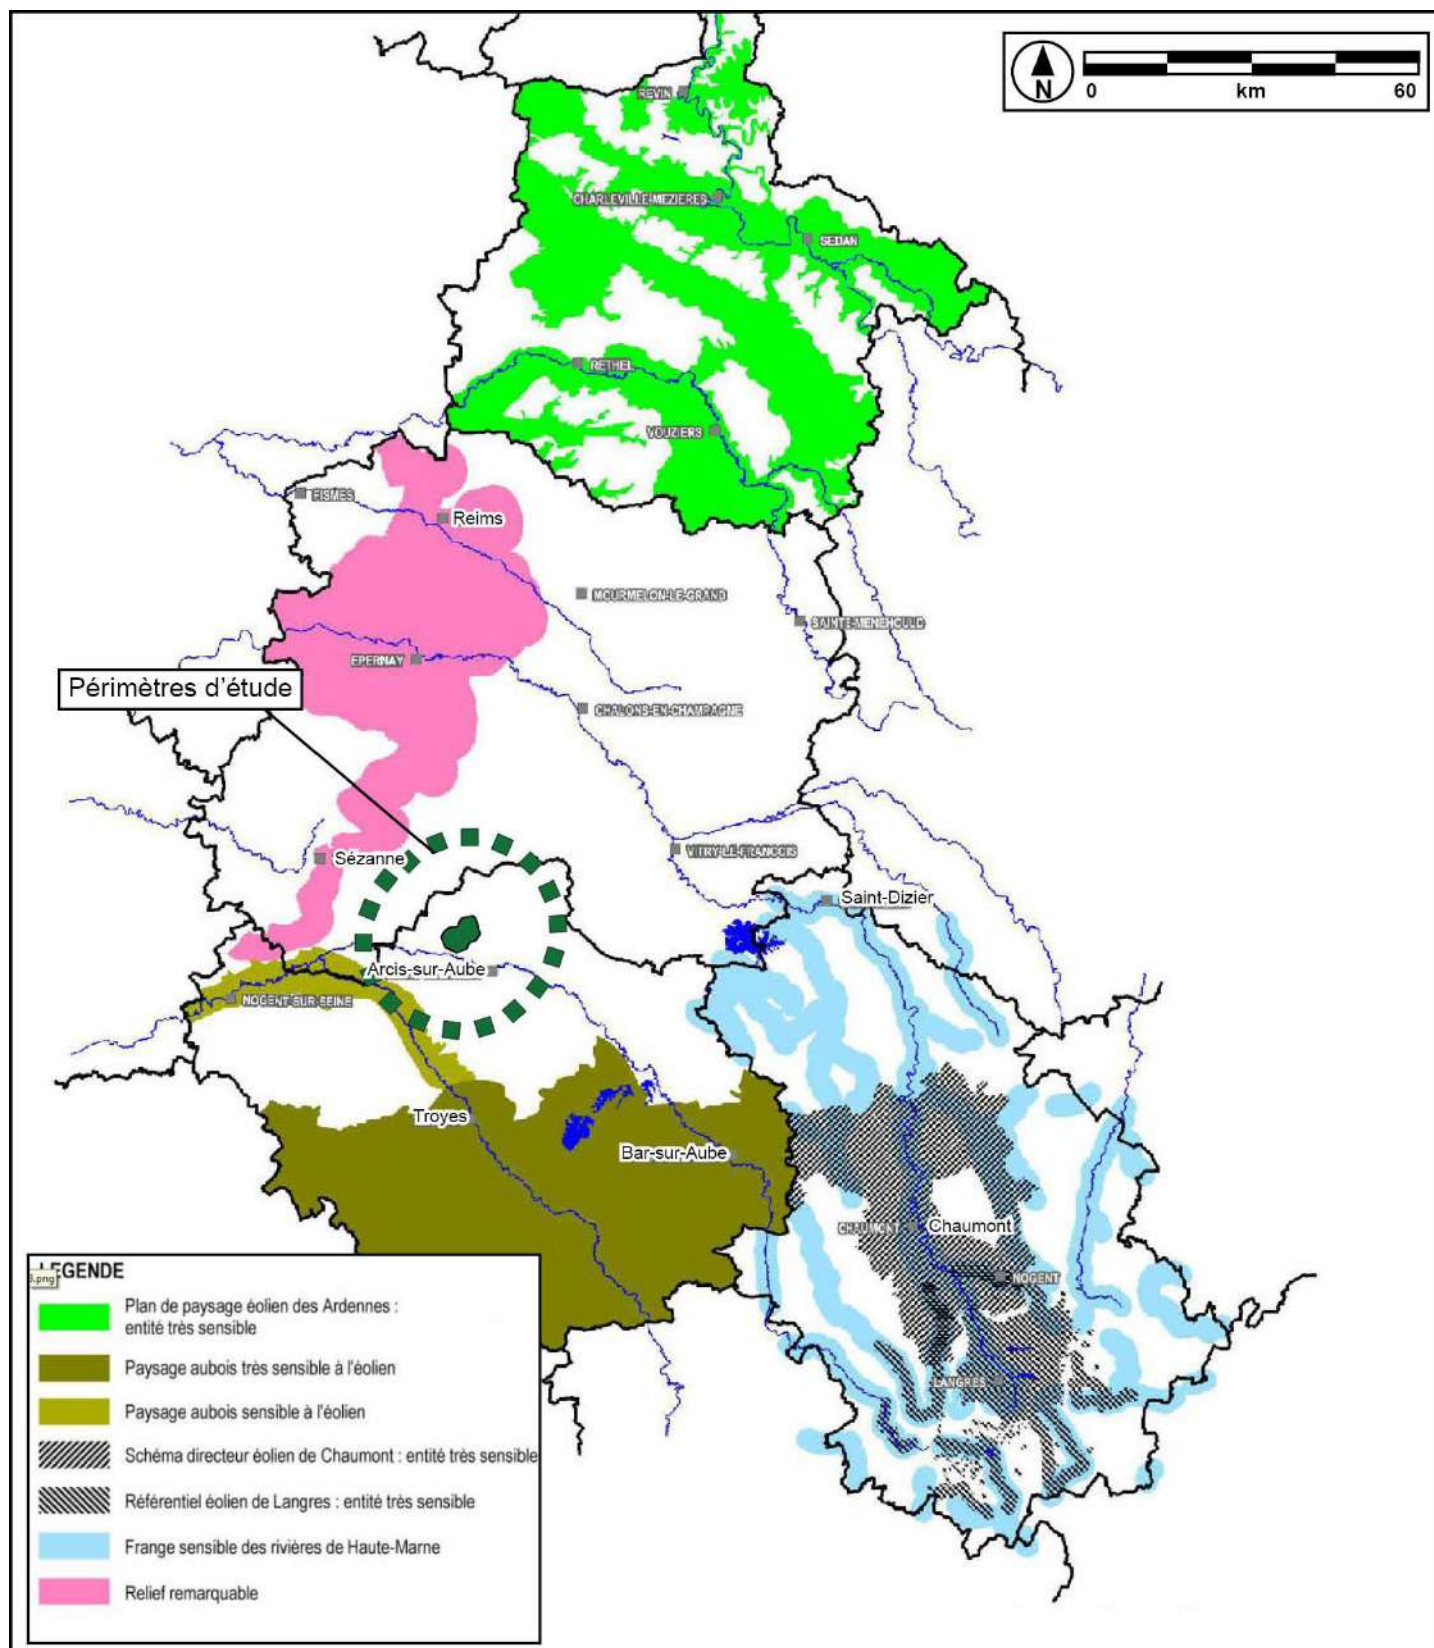 N
0 km 60
REVIN
CHARLEVILLE-MEZIERES
SEDAN
RETHEL
VOUZIERS
FISMES
Reims
MOURMELON-LE-GRAND
SAINTE-MENEHOULD
EPERNAY
Périmètres d'étude
CHALONS-EN-CHAMPAGNE
VITRY-LE-FRANCOIS
Sézanne
Saint-Dizier
Arcis-sur-Aube
NOGENT-SUR-SEINE
Troyes
Bar-sur-Aube
CHAUMONT
Chaumont
NOGENT
LANGRES
LEGENDE
3.png
Plan de paysage éolien des Ardennes :
entité très sensible
Paysage aubois très sensible à l'éolien
Paysage aubois sensible à l'éolien
Schéma directeur éolien de Chaumont : entité très sensible
Référentiel éolien de Langres : entité très sensible
Frange sensible des rivières de Haute-Marne
Relief remarquable